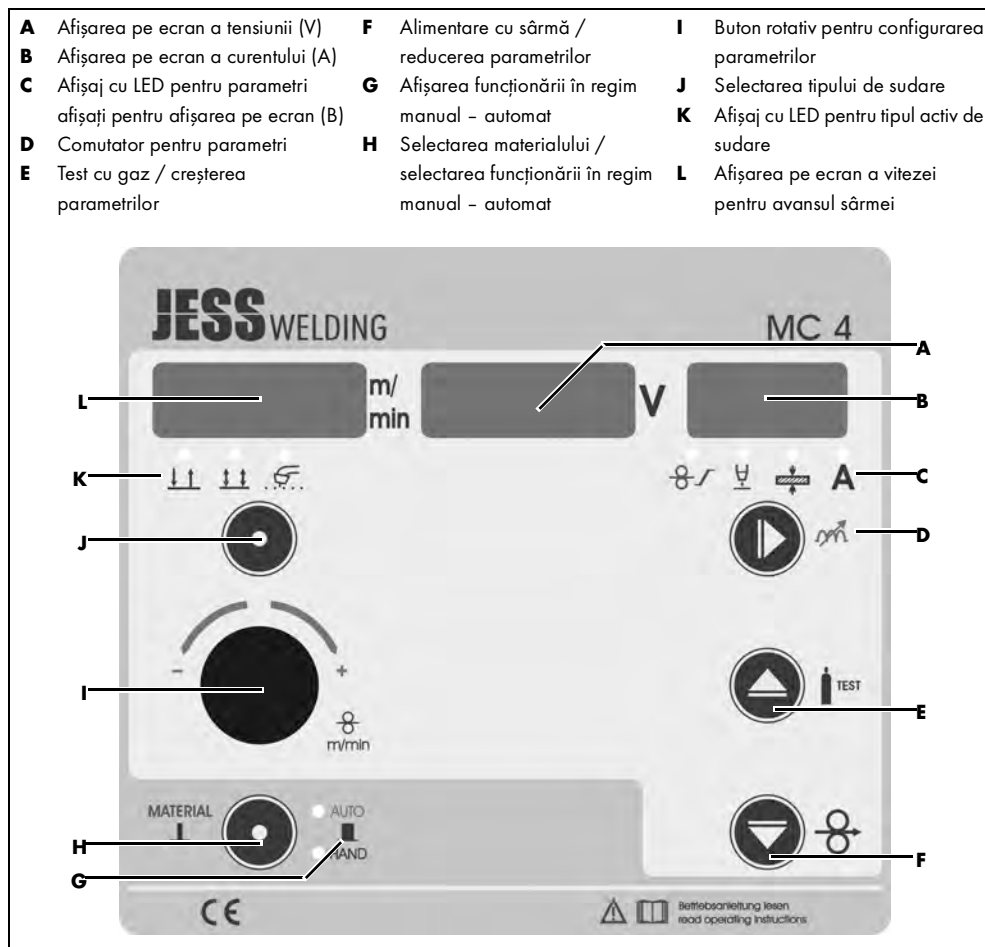 A Afișarea pe ecran a tensiunii (V)
B Afișarea pe ecran a curentului (A)
C Afișaj cu LED pentru parametri
afișați pentru afișarea pe ecran (B)
D Comutator pentru parametri
E Test cu gaz / creșterea
parametrilor
F Alimentare cu sârmă /
reducerea parametrilor
G Afișarea funcționării în regim
manual – automat
H Selectarea materialului /
selectarea funcționării în regim
manual – automat
I Buton rotativ pentru configurarea
parametrilor
J Selectarea tipului de sudare
K Afișaj cu LED pentru tipul activ de
sudare
L Afișarea pe ecran a vitezei
pentru avansul sârmei
JESS WELDING
MC 4
A
L
m/
min
V
B
K
A
C
J
D
I
- +
m/min
TEST
E
MATERIAL
AUTO
HAND
H
G
F
CE
Betriebsanleitung lesen
read operating instructions